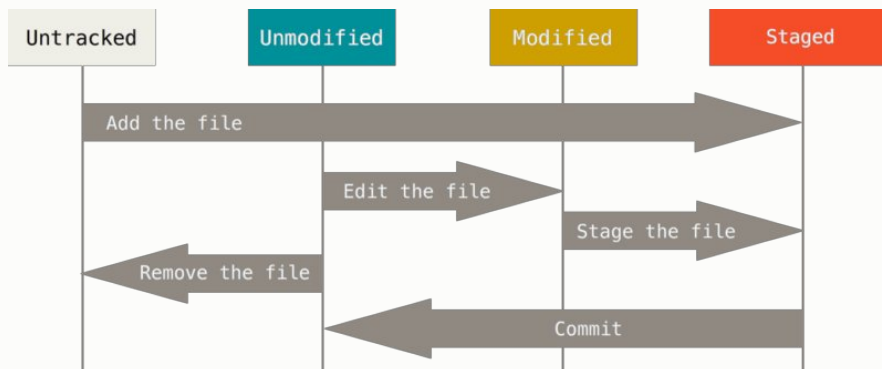 Untracked
Unmodified
Modified
Staged
Add the file
Edit the file
Stage the file
Remove the file
Commit